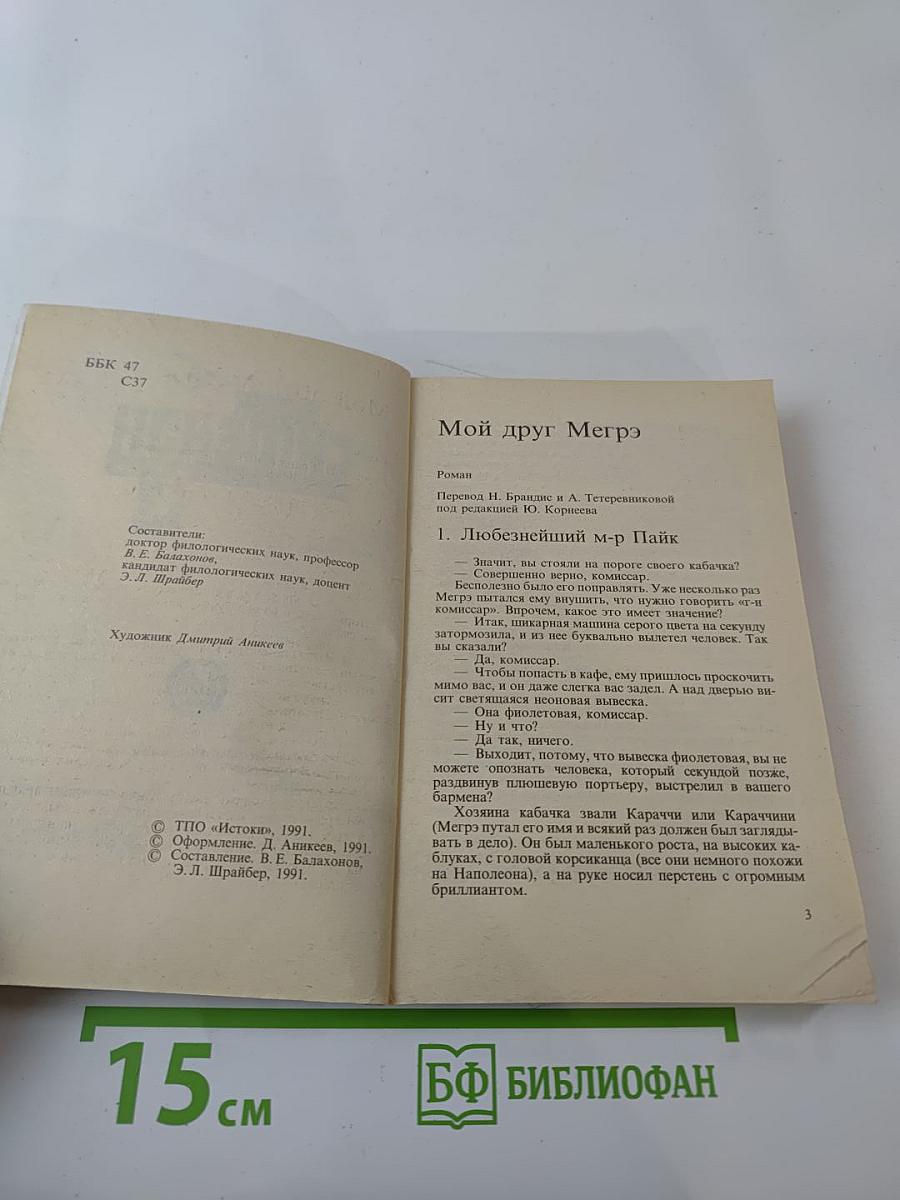 ББК 47
С37
Составители:
доктор филологических наук, профессор
В. Е. Балахонов,
кандидат филологических наук, доцент
Э. Л. Шрайбер
Художник Дмитрий Аникеев
© ТПО «Истоки», 1991.
© Оформление. Д. Аникеев, 1991.
© Составление. В. Е. Балахонов,
Э. Л. Шрайбер, 1991.
Мой друг Мегрэ
Роман
Перевод Н. Брандис и А. Тетеревниковой
под редакцией Ю. Корнеева
1. Любезнейший м-р Пайк
— Значит, вы стояли на пороге своего кабачка?
— Совершенно верно, комиссар.
Бесполезно было его поправлять. Уже несколько раз
Мегрэ пытался ему внушить, что нужно говорить «г-н
комиссар». Впрочем, какое это имеет значение?
— Итак, шикарная машина серого цвета на секунду
затормозила, и из нее буквально вылетел человек. Так
вы сказали?
— Да, комиссар.
— Чтобы попасть в кафе, ему пришлось проскочить
мимо вас, и он даже слегка вас задел. А над дверью ви-
сит светящаяся неоновая вывеска.
— Она фиолетовая, комиссар.
— Ну и что?
— Да так, ничего.
— Выходит, потому, что вывеска фиолетовая, вы не
можете опознать человека, который секундой позже,
раздвинув плюшевую портьеру, выстрелил в вашего
бармена?
Хозяина кабачка звали Караччи или Караччини
(Мегрэ путал его имя и всякий раз должен был загляды-
вать в дело). Он был маленького роста, на высоких ка-
блуках, с головой корсиканца (все они немного похожи
на Наполеона), а на руке носил перстень с огромным
бриллиантом.
3
15 см
БФ БИБЛИОФАН